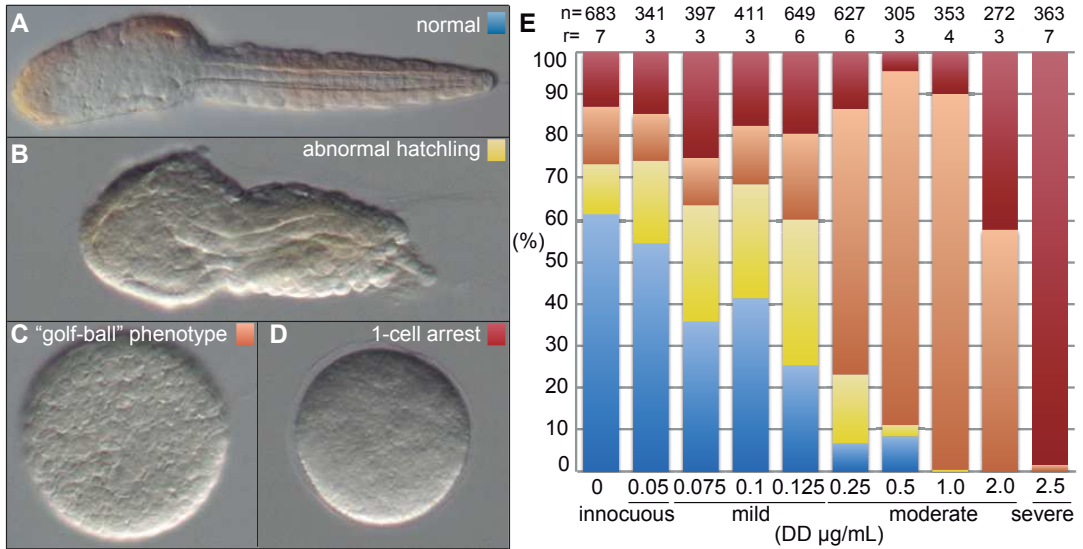 A
normal
B
abnormal hatchling
C "golf-ball" phenotype
D 1-cell arrest
E
n= 683 341 397 411 649 627 305 353 272 363
r= 7 3 3 3 6 6 3 4 3 7
100
90
80
70
60
(%)
50
40
30
20
10
0
0 0.05 0.075 0.1 0.125 0.25 0.5 1.0 2.0 2.5
innocuous mild moderate severe
(DD µg/mL)